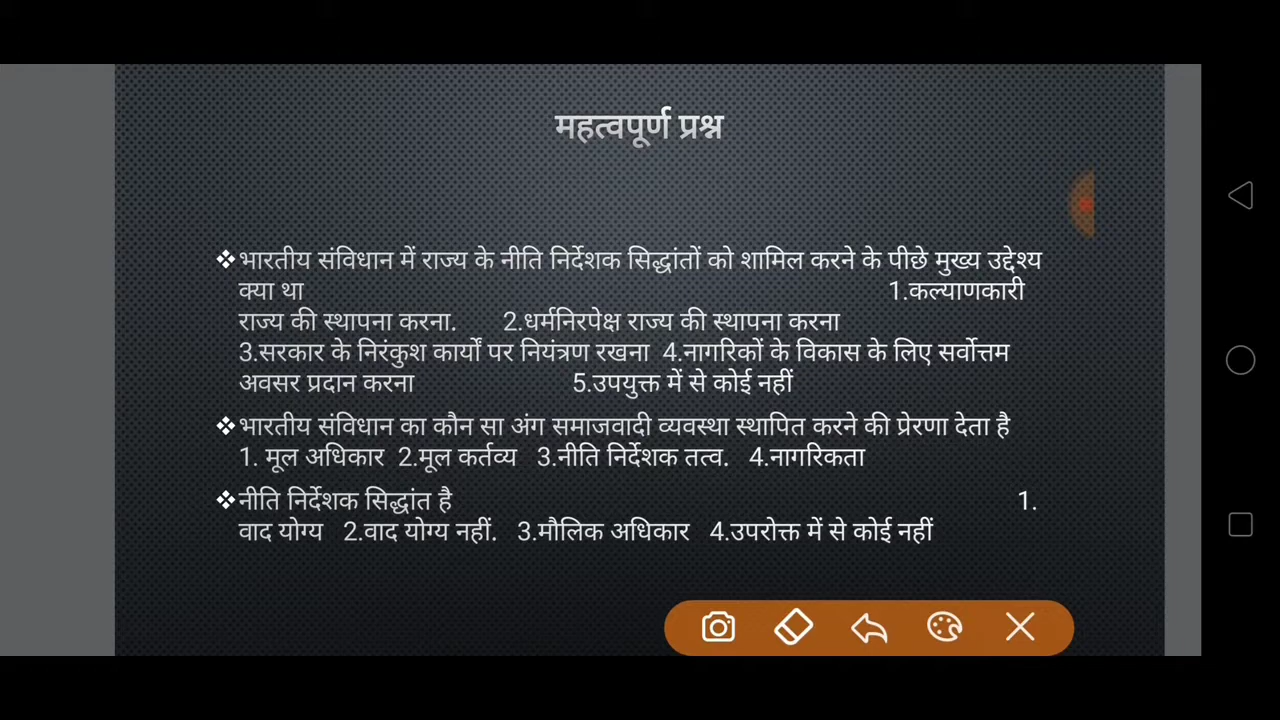 महत्वपूर्ण प्रश्न
❖भारतीय संविधान में राज्य के नीति निर्देशक सिद्धांतों को शामिल करने के पीछे मुख्य उद्देश्य
क्या था 1.कल्याणकारी
राज्य की स्थापना करना. 2.धर्मनिरपेक्ष राज्य की स्थापना करना
3.सरकार के निरंकुश कार्यों पर नियंत्रण रखना 4.नागरिकों के विकास के लिए सर्वोत्तम
अवसर प्रदान करना 5.उपयुक्त में से कोई नहीं
❖भारतीय संविधान का कौन सा अंग समाजवादी व्यवस्था स्थापित करने की प्रेरणा देता है
1. मूल अधिकार 2.मूल कर्तव्य 3.नीति निर्देशक तत्व. 4.नागरिकता
❖नीति निर्देशक सिद्धांत है 1.
वाद योग्य 2.वाद योग्य नहीं. 3.मौलिक अधिकार 4.उपरोक्त में से कोई नहीं